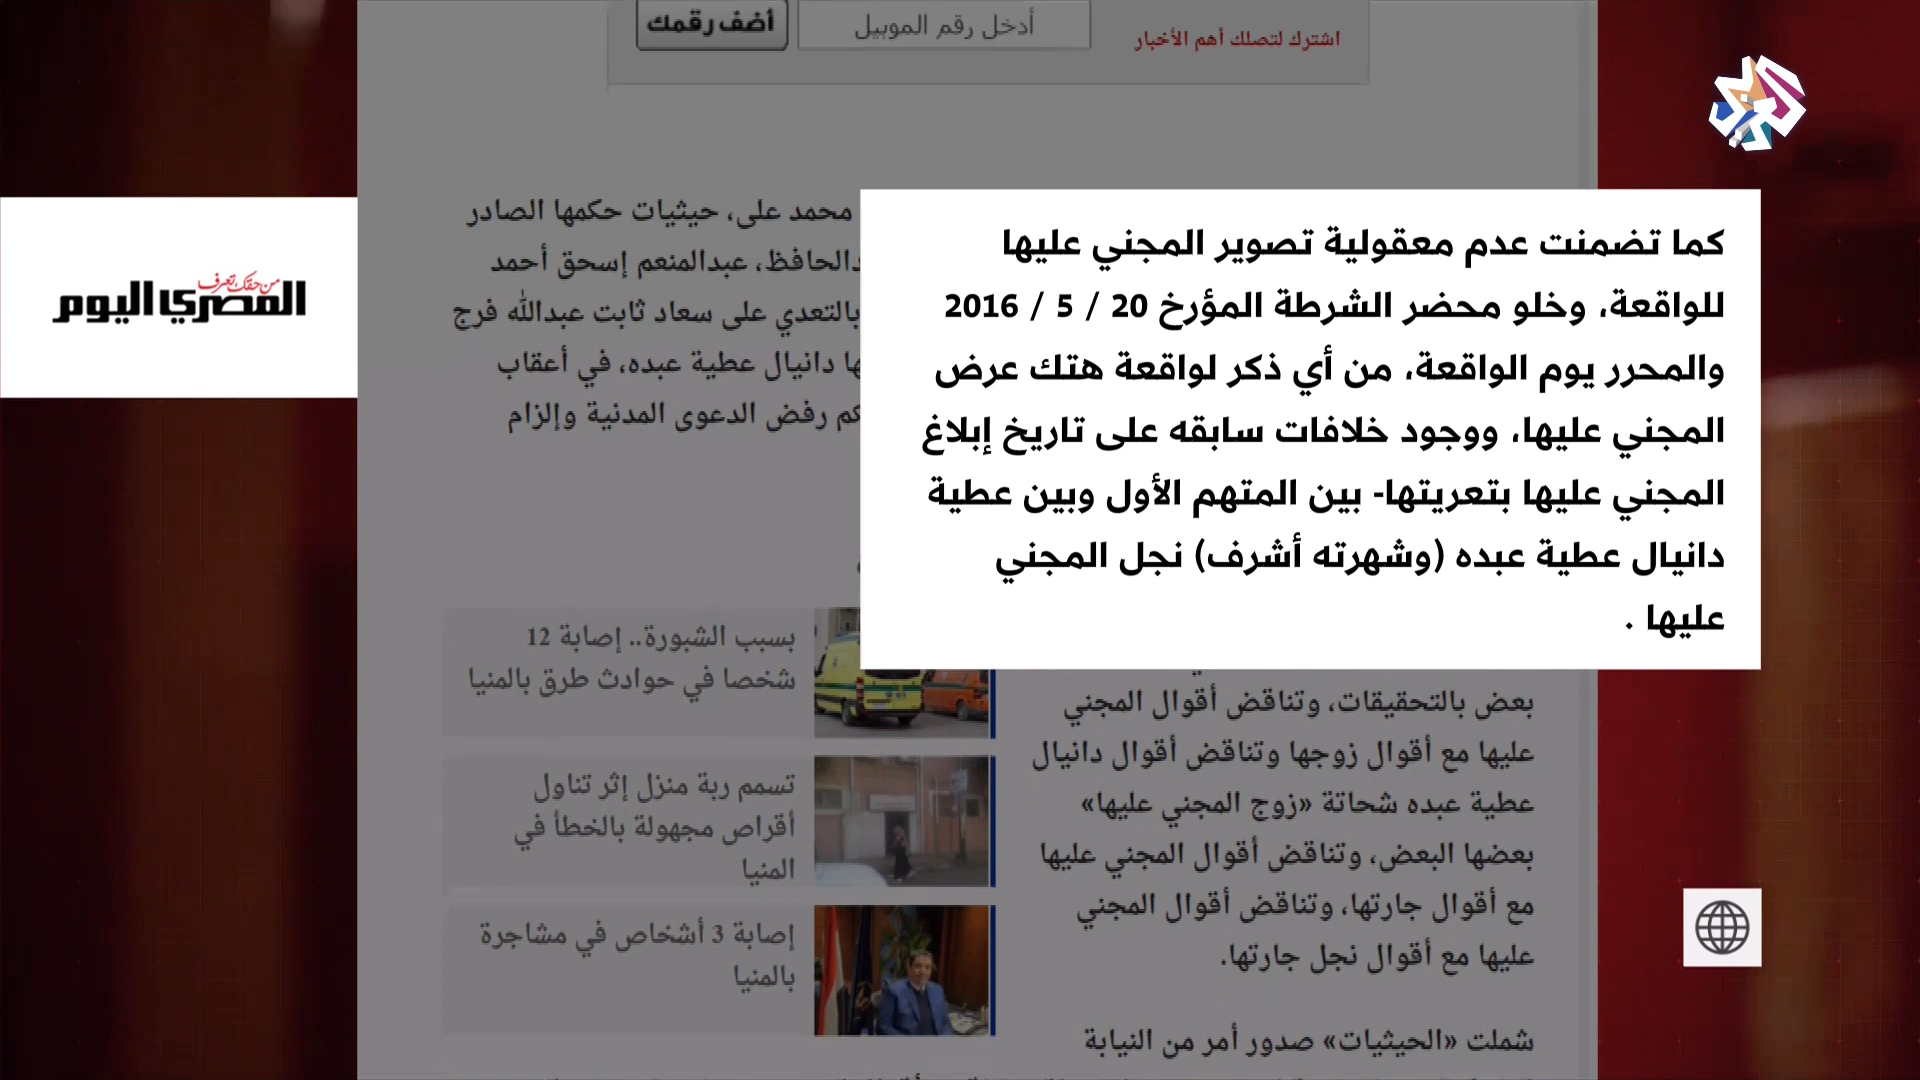 اشترك لتصلك أهم الأخبار
أدخل رقم الموبيل
أضف رقمك
من حقك تعرف
المصري اليوم
محمد على، حيثيات حكمها الصادر
عبدالمنعم إسحق أحمد
بالتعدي على سعاد ثابت عبدالله فرج
دانيال عطية عبده، في أعقاب
رفض الدعوى المدنية وإلزام
كما تضمنت عدم معقولية تصوير المجني عليها
للواقعة، وخلو محضر الشرطة المؤرخ 20 / 5 / 2016
والمحرر يوم الواقعة، من أي ذكر لواقعة هتك عرض
المجني عليها، ووجود خلافات سابقه على تاريخ إبلاغ
المجني عليها بتعريتها- بين المتهم الأول وبين عطية
دانيال عطية عبده (وشهرته أشرف) نجل المجني
عليها .
بعض بالتحقيقات، وتناقض أقوال المجني
عليها مع أقوال زوجها وتناقض أقوال دانيال
عطية عبده شحاتة «زوج المجني عليها»
بعضها البعض، وتناقض أقوال المجني عليها
مع أقوال جارتها، وتناقض أقوال المجني
عليها مع أقوال نجل جارتها.
شملت «الحيثيات» صدور أمر من النيابة
بسبب الشبورة.. إصابة 12
شخصا في حوادث طرق بالمنيا
تسمم ربة منزل إثر تناول
أقراص مجهولة بالخطأ في
المنيا
إصابة 3 أشخاص في مشاجرة
بالمنيا